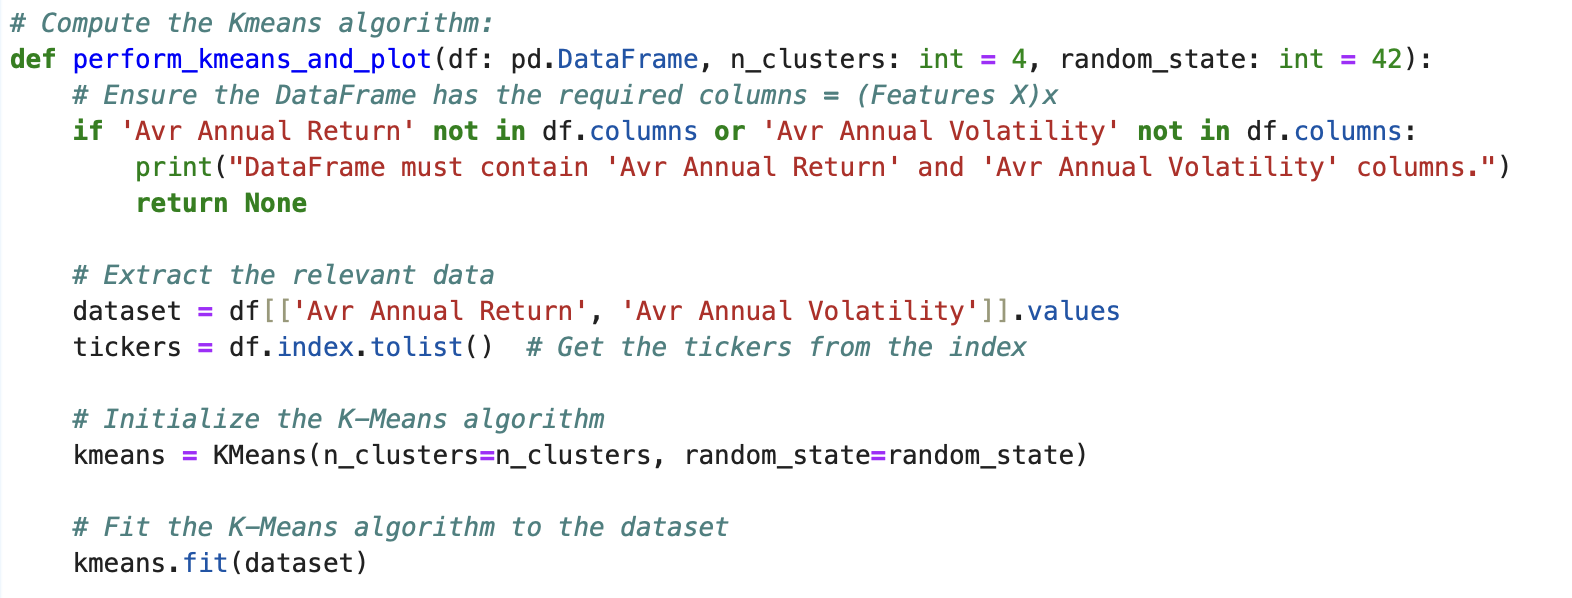 # Compute the Kmeans algorithm:
def perform_kmeans_and_plot(df: pd.DataFrame, n_clusters: int = 4, random_state: int = 42):
    # Ensure the DataFrame has the required columns = (Features X)x
    if 'Avr Annual Return' not in df.columns or 'Avr Annual Volatility' not in df.columns:
        print("DataFrame must contain 'Avr Annual Return' and 'Avr Annual Volatility' columns.")
        return None

    # Extract the relevant data
    dataset = df[['Avr Annual Return', 'Avr Annual Volatility']].values
    tickers = df.index.tolist()  # Get the tickers from the index

    # Initialize the K-Means algorithm
    kmeans = KMeans(n_clusters=n_clusters, random_state=random_state)

    # Fit the K-Means algorithm to the dataset
    kmeans.fit(dataset)